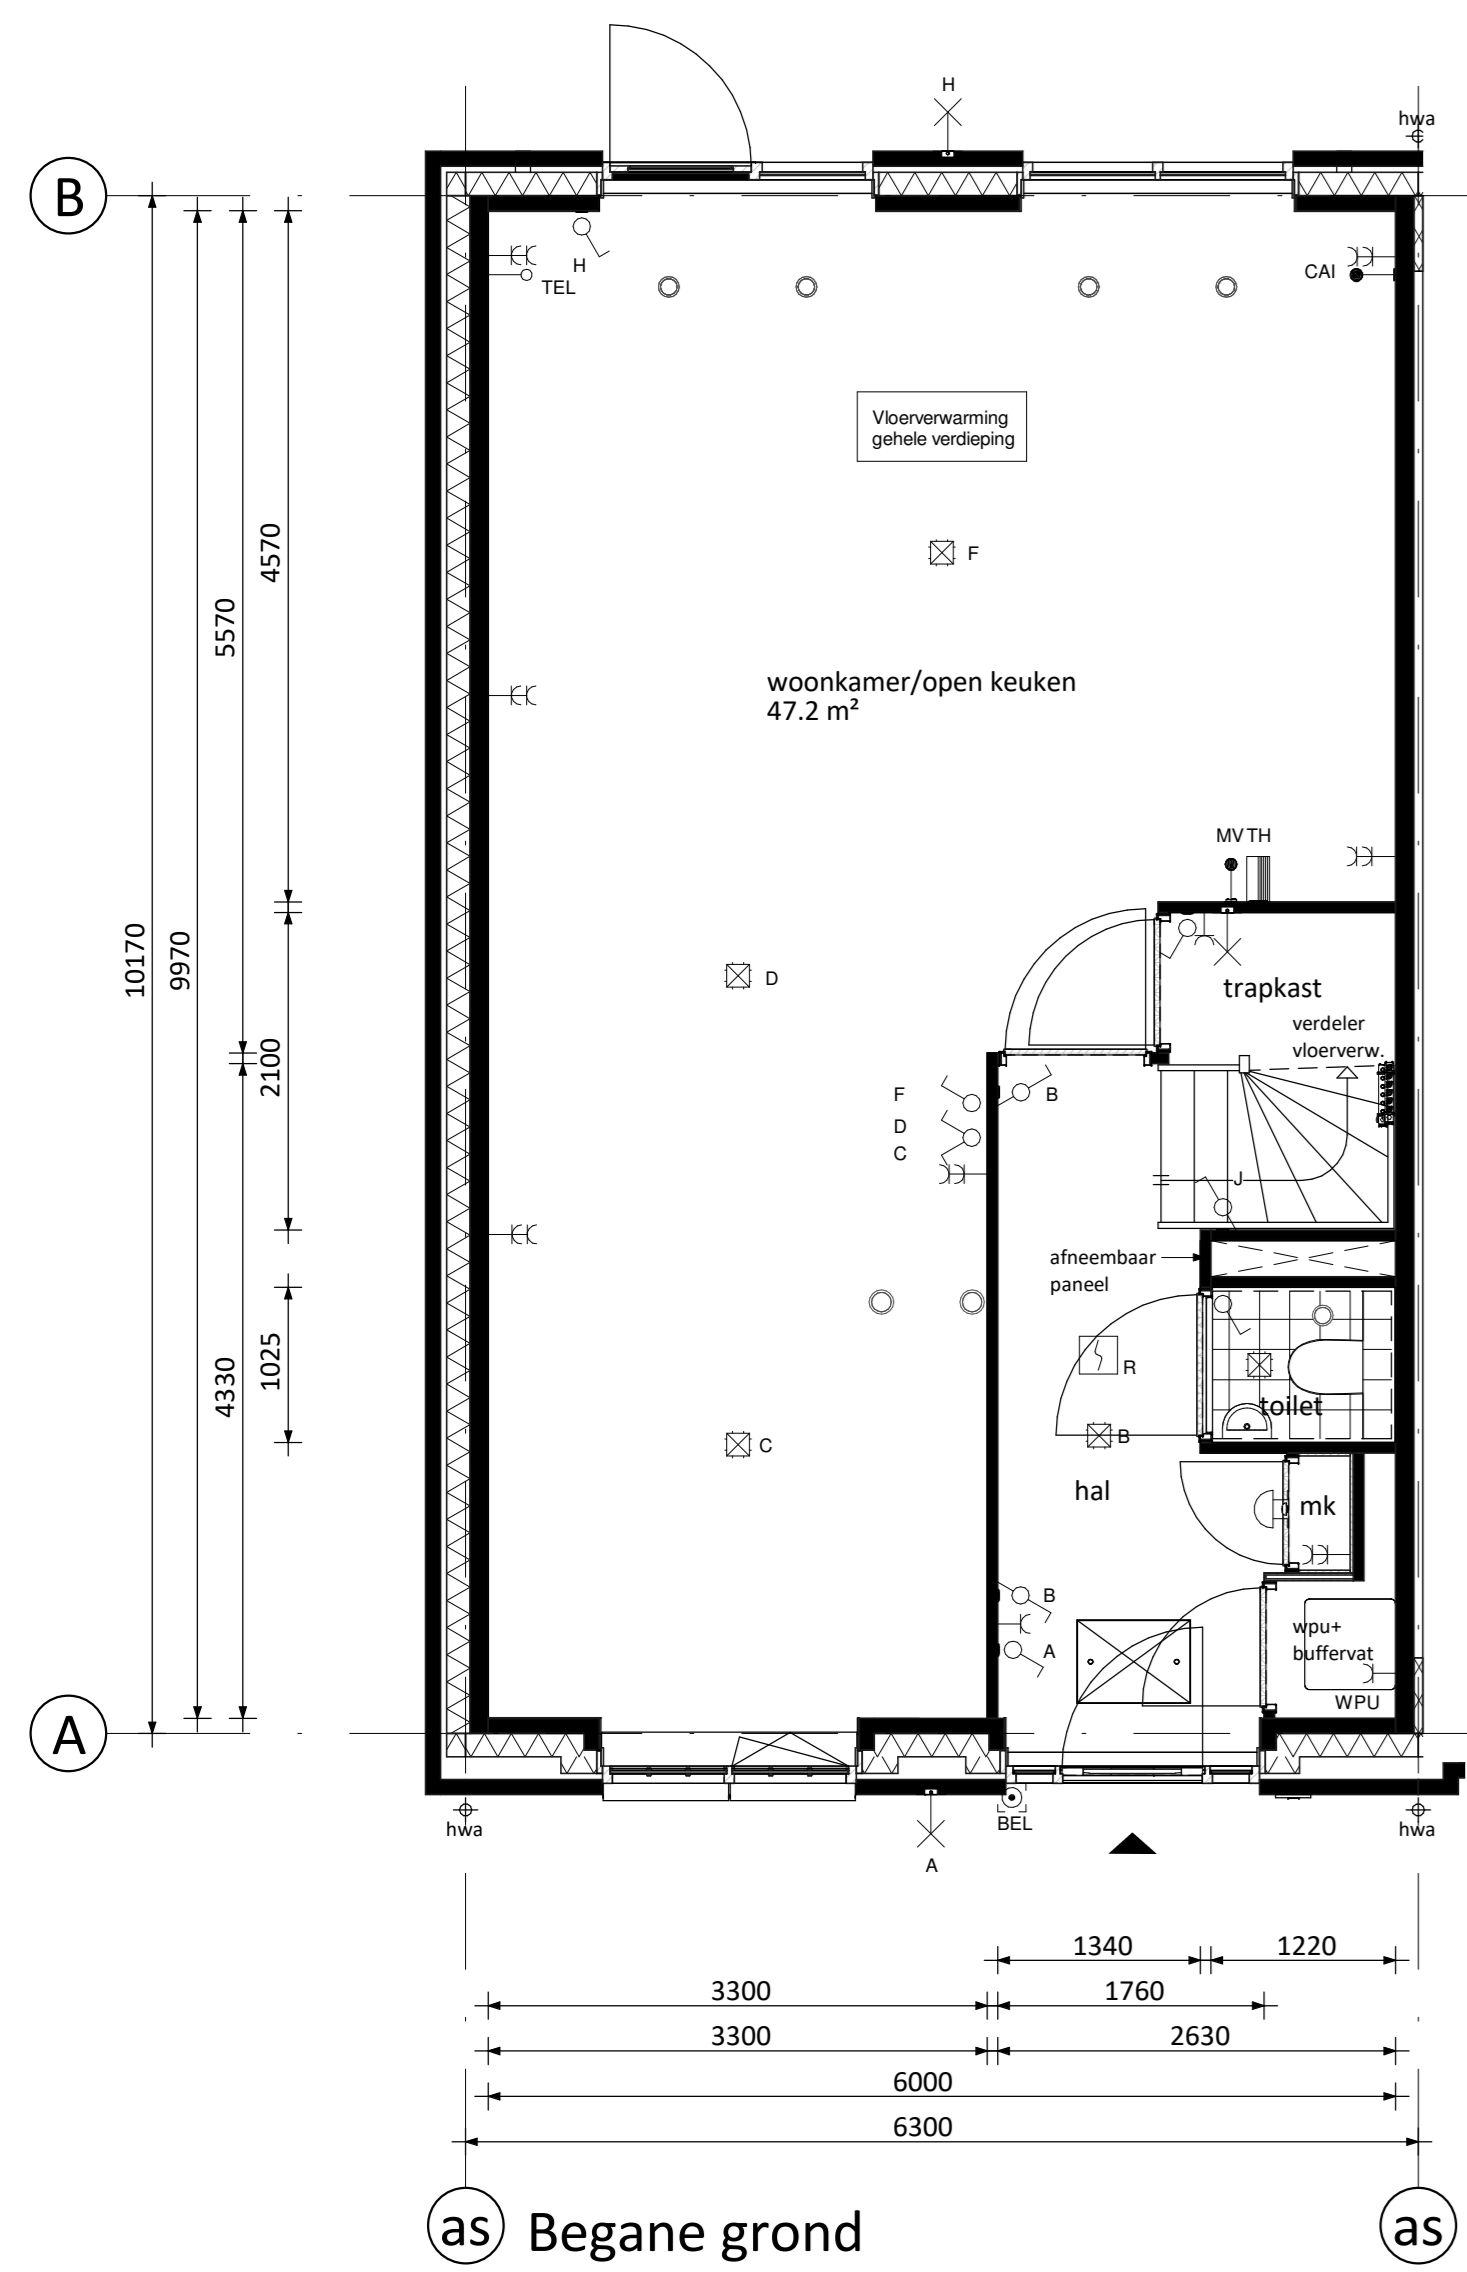 H
hwa
B
H
TEL
CAI
Vloerverwarming
gehele verdieping
4570
F
5570
woonkamer/open keuken
47.2 m²
MV TH
10170
9970
D
trapkast
verdeler
vloerverw.
2100
F
B
D
C
J
afneembaar
paneel
1025
4330
R
toilet
B
C
hal
mk
B
A
wpu+
buffervat
WPU
A
hwa
BEL
hwa
A
1340
1220
3300
1760
3300
2630
6000
6300
as
Begane grond
as